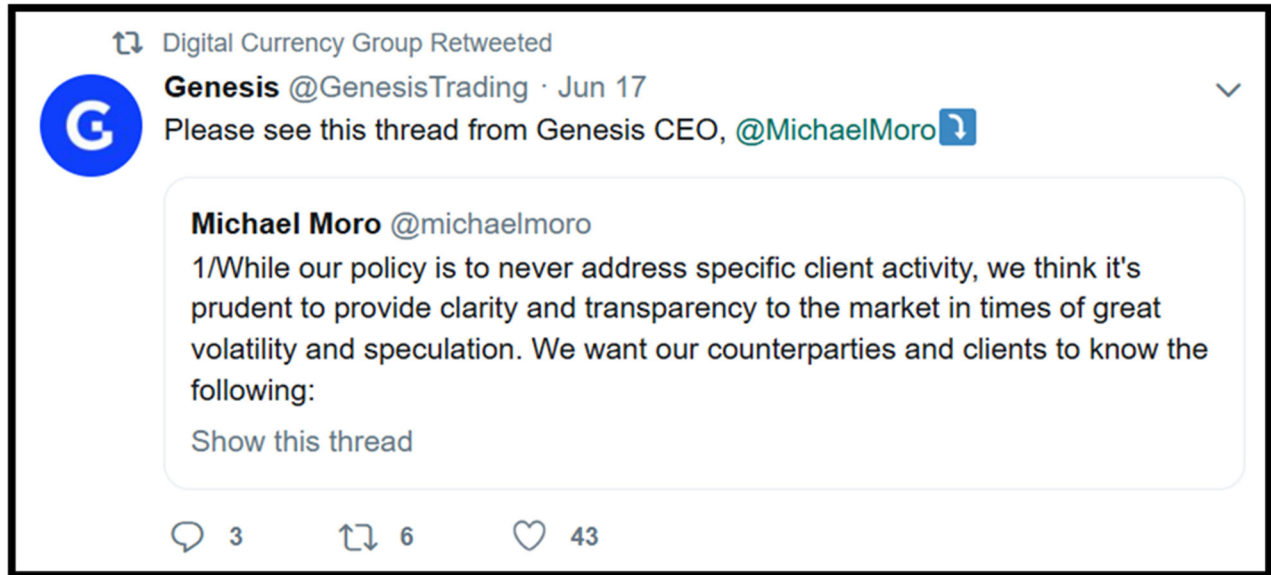 Digital Currency Group Retweeted
Genesis @GenesisTrading · Jun 17
G
Please see this thread from Genesis CEO, @MichaelMoro⤵️
Michael Moro @michaelmoro
1/While our policy is to never address specific client activity, we think it's
prudent to provide clarity and transparency to the market in times of great
volatility and speculation. We want our counterparties and clients to know the
following:
Show this thread
3 6 43